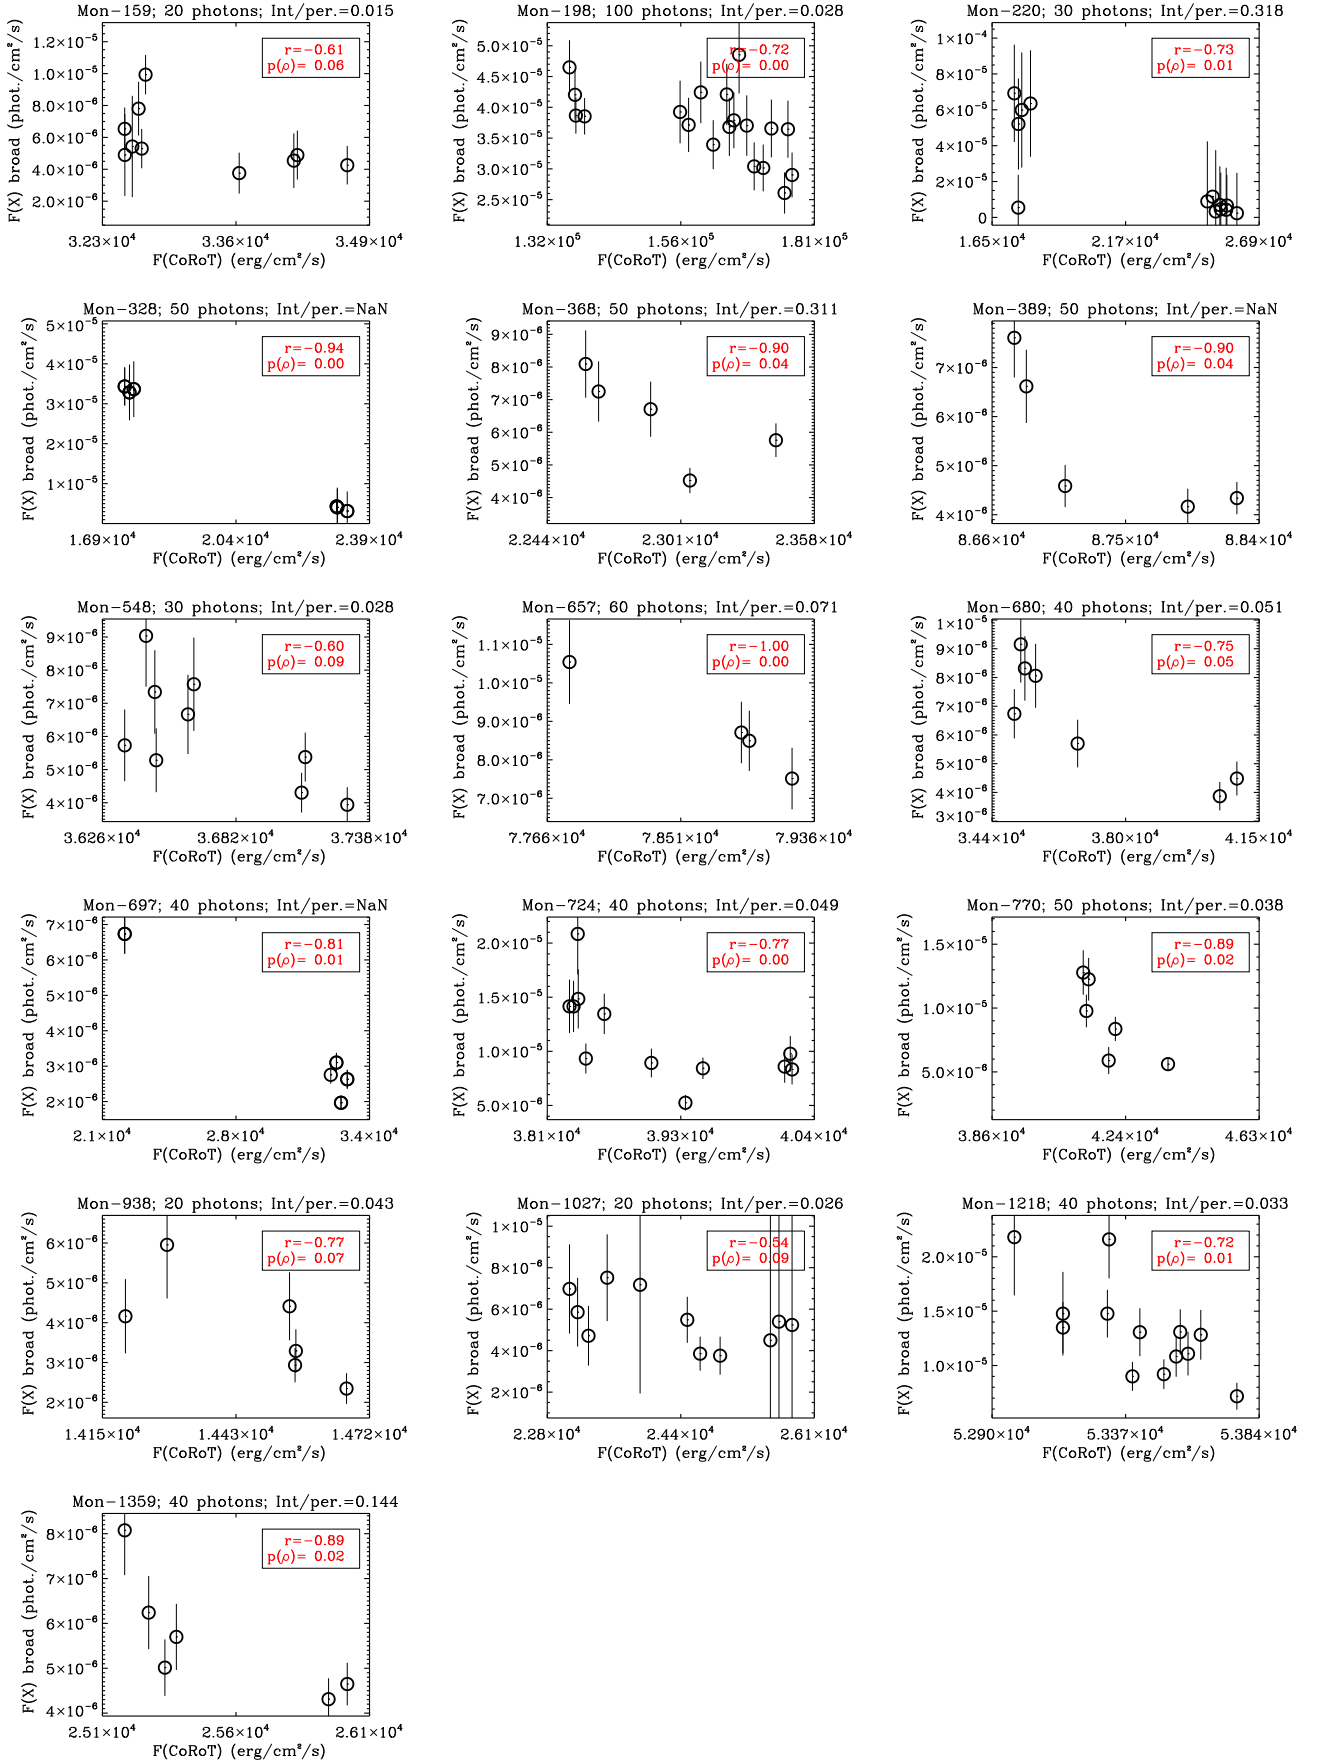 Mon-159; 20 photons; Int/per.=0.015
F(X) broad (phot./cm²/s)
1.2×10⁻⁵
1.0×10⁻⁵
8.0×10⁻⁶
6.0×10⁻⁶
4.0×10⁻⁶
2.0×10⁻⁶
r=-0.61
p(ρ)= 0.06
3.23×10⁴ 3.36×10⁴ 3.49×10⁴
F(CoRoT) (erg/cm²/s)
Mon-198; 100 photons; Int/per.=0.028
F(X) broad (phot./cm²/s)
5.0×10⁻⁵
4.5×10⁻⁵
4.0×10⁻⁵
3.5×10⁻⁵
3.0×10⁻⁵
2.5×10⁻⁵
r=-0.72
p(ρ)= 0.00
1.32×10⁵ 1.56×10⁵ 1.81×10⁵
F(CoRoT) (erg/cm²/s)
Mon-220; 30 photons; Int/per.=0.318
F(X) broad (phot./cm²/s)
1×10⁻⁴
8×10⁻⁵
6×10⁻⁵
4×10⁻⁵
2×10⁻⁵
0
r=-0.73
p(ρ)= 0.01
1.65×10⁴ 2.17×10⁴ 2.69×10⁴
F(CoRoT) (erg/cm²/s)
Mon-328; 50 photons; Int/per.=NaN
F(X) broad (phot./cm²/s)
5×10⁻⁵
4×10⁻⁵
3×10⁻⁵
2×10⁻⁵
1×10⁻⁵
r=-0.94
p(ρ)= 0.00
1.69×10⁴ 2.04×10⁴ 2.39×10⁴
F(CoRoT) (erg/cm²/s)
Mon-368; 50 photons; Int/per.=0.311
F(X) broad (phot./cm²/s)
9×10⁻⁶
8×10⁻⁶
7×10⁻⁶
6×10⁻⁶
5×10⁻⁶
4×10⁻⁶
r=-0.90
p(ρ)= 0.04
2.244×10⁴ 2.301×10⁴ 2.358×10⁴
F(CoRoT) (erg/cm²/s)
Mon-389; 50 photons; Int/per.=NaN
F(X) broad (phot./cm²/s)
7×10⁻⁶
6×10⁻⁶
5×10⁻⁶
4×10⁻⁶
r=-0.90
p(ρ)= 0.04
8.66×10⁴ 8.75×10⁴ 8.84×10⁴
F(CoRoT) (erg/cm²/s)
Mon-548; 30 photons; Int/per.=0.028
F(X) broad (phot./cm²/s)
9×10⁻⁶
8×10⁻⁶
7×10⁻⁶
6×10⁻⁶
5×10⁻⁶
4×10⁻⁶
r=-0.60
p(ρ)= 0.09
3.626×10⁴ 3.682×10⁴ 3.738×10⁴
F(CoRoT) (erg/cm²/s)
Mon-657; 60 photons; Int/per.=0.071
F(X) broad (phot./cm²/s)
1.1×10⁻⁵
1.0×10⁻⁵
9.0×10⁻⁶
8.0×10⁻⁶
7.0×10⁻⁶
r=-1.00
p(ρ)= 0.00
7.766×10⁴ 7.851×10⁴ 7.936×10⁴
F(CoRoT) (erg/cm²/s)
Mon-680; 40 photons; Int/per.=0.051
F(X) broad (phot./cm²/s)
1×10⁻⁵
9×10⁻⁶
8×10⁻⁶
7×10⁻⁶
6×10⁻⁶
5×10⁻⁶
4×10⁻⁶
3×10⁻⁶
r=-0.75
p(ρ)= 0.05
3.44×10⁴ 3.80×10⁴ 4.15×10⁴
F(CoRoT) (erg/cm²/s)
Mon-697; 40 photons; Int/per.=NaN
F(X) broad (phot./cm²/s)
7×10⁻⁶
6×10⁻⁶
5×10⁻⁶
4×10⁻⁶
3×10⁻⁶
2×10⁻⁶
r=-0.81
p(ρ)= 0.01
2.1×10⁴ 2.8×10⁴ 3.4×10⁴
F(CoRoT) (erg/cm²/s)
Mon-724; 40 photons; Int/per.=0.049
F(X) broad (phot./cm²/s)
2.0×10⁻⁵
1.5×10⁻⁵
1.0×10⁻⁵
5.0×10⁻⁶
r=-0.77
p(ρ)= 0.00
3.81×10⁴ 3.93×10⁴ 4.04×10⁴
F(CoRoT) (erg/cm²/s)
Mon-770; 50 photons; Int/per.=0.038
F(X) broad (phot./cm²/s)
1.5×10⁻⁵
1.0×10⁻⁵
5.0×10⁻⁶
r=-0.89
p(ρ)= 0.02
3.86×10⁴ 4.24×10⁴ 4.63×10⁴
F(CoRoT) (erg/cm²/s)
Mon-938; 20 photons; Int/per.=0.043
F(X) broad (phot./cm²/s)
6×10⁻⁶
5×10⁻⁶
4×10⁻⁶
3×10⁻⁶
2×10⁻⁶
r=-0.77
p(ρ)= 0.07
1.415×10⁴ 1.443×10⁴ 1.472×10⁴
F(CoRoT) (erg/cm²/s)
Mon-1027; 20 photons; Int/per.=0.026
F(X) broad (phot./cm²/s)
1×10⁻⁵
8×10⁻⁶
6×10⁻⁶
4×10⁻⁶
2×10⁻⁶
r=-0.54
p(ρ)= 0.09
2.28×10⁴ 2.44×10⁴ 2.61×10⁴
F(CoRoT) (erg/cm²/s)
Mon-1218; 40 photons; Int/per.=0.033
F(X) broad (phot./cm²/s)
2.0×10⁻⁵
1.5×10⁻⁵
1.0×10⁻⁵
r=-0.72
p(ρ)= 0.01
5.290×10⁴ 5.337×10⁴ 5.384×10⁴
F(CoRoT) (erg/cm²/s)
Mon-1359; 40 photons; Int/per.=0.144
F(X) broad (phot./cm²/s)
8×10⁻⁶
7×10⁻⁶
6×10⁻⁶
5×10⁻⁶
4×10⁻⁶
r=-0.89
p(ρ)= 0.02
2.51×10⁴ 2.56×10⁴ 2.61×10⁴
F(CoRoT) (erg/cm²/s)